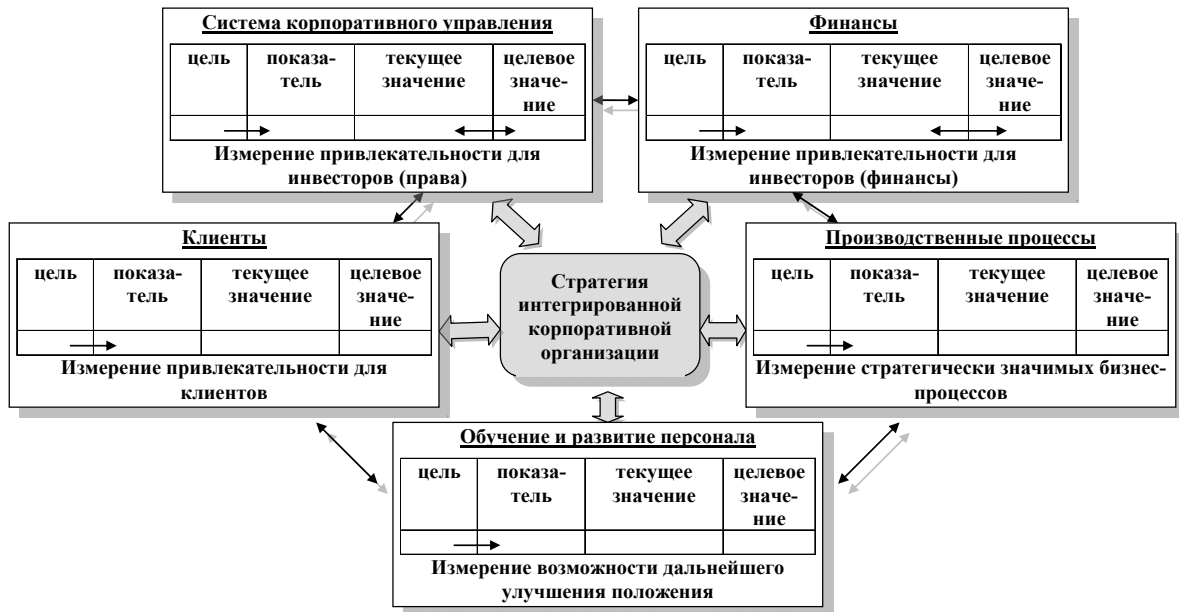 Система корпоративного управления
цель показа- текущее целевое
тель значение значе-
ние
Измерение привлекательности для
инвесторов (права)
Финансы
цель показа- текущее целевое
тель значение значе-
ние
Измерение привлекательности для
инвесторов (финансы)
Клиенты
цель показа- текущее целевое
тель значение значе-
ние
Измерение привлекательности для
клиентов
Стратегия
интегрированной
корпоративной
организации
Производственные процессы
цель показа- текущее целевое
тель значение значе-
ние
Измерение стратегически значимых бизнес-
процессов
Обучение и развитие персонала
цель показа- текущее целевое
тель значение значе-
ние
Измерение возможности дальнейшего
улучшения положения